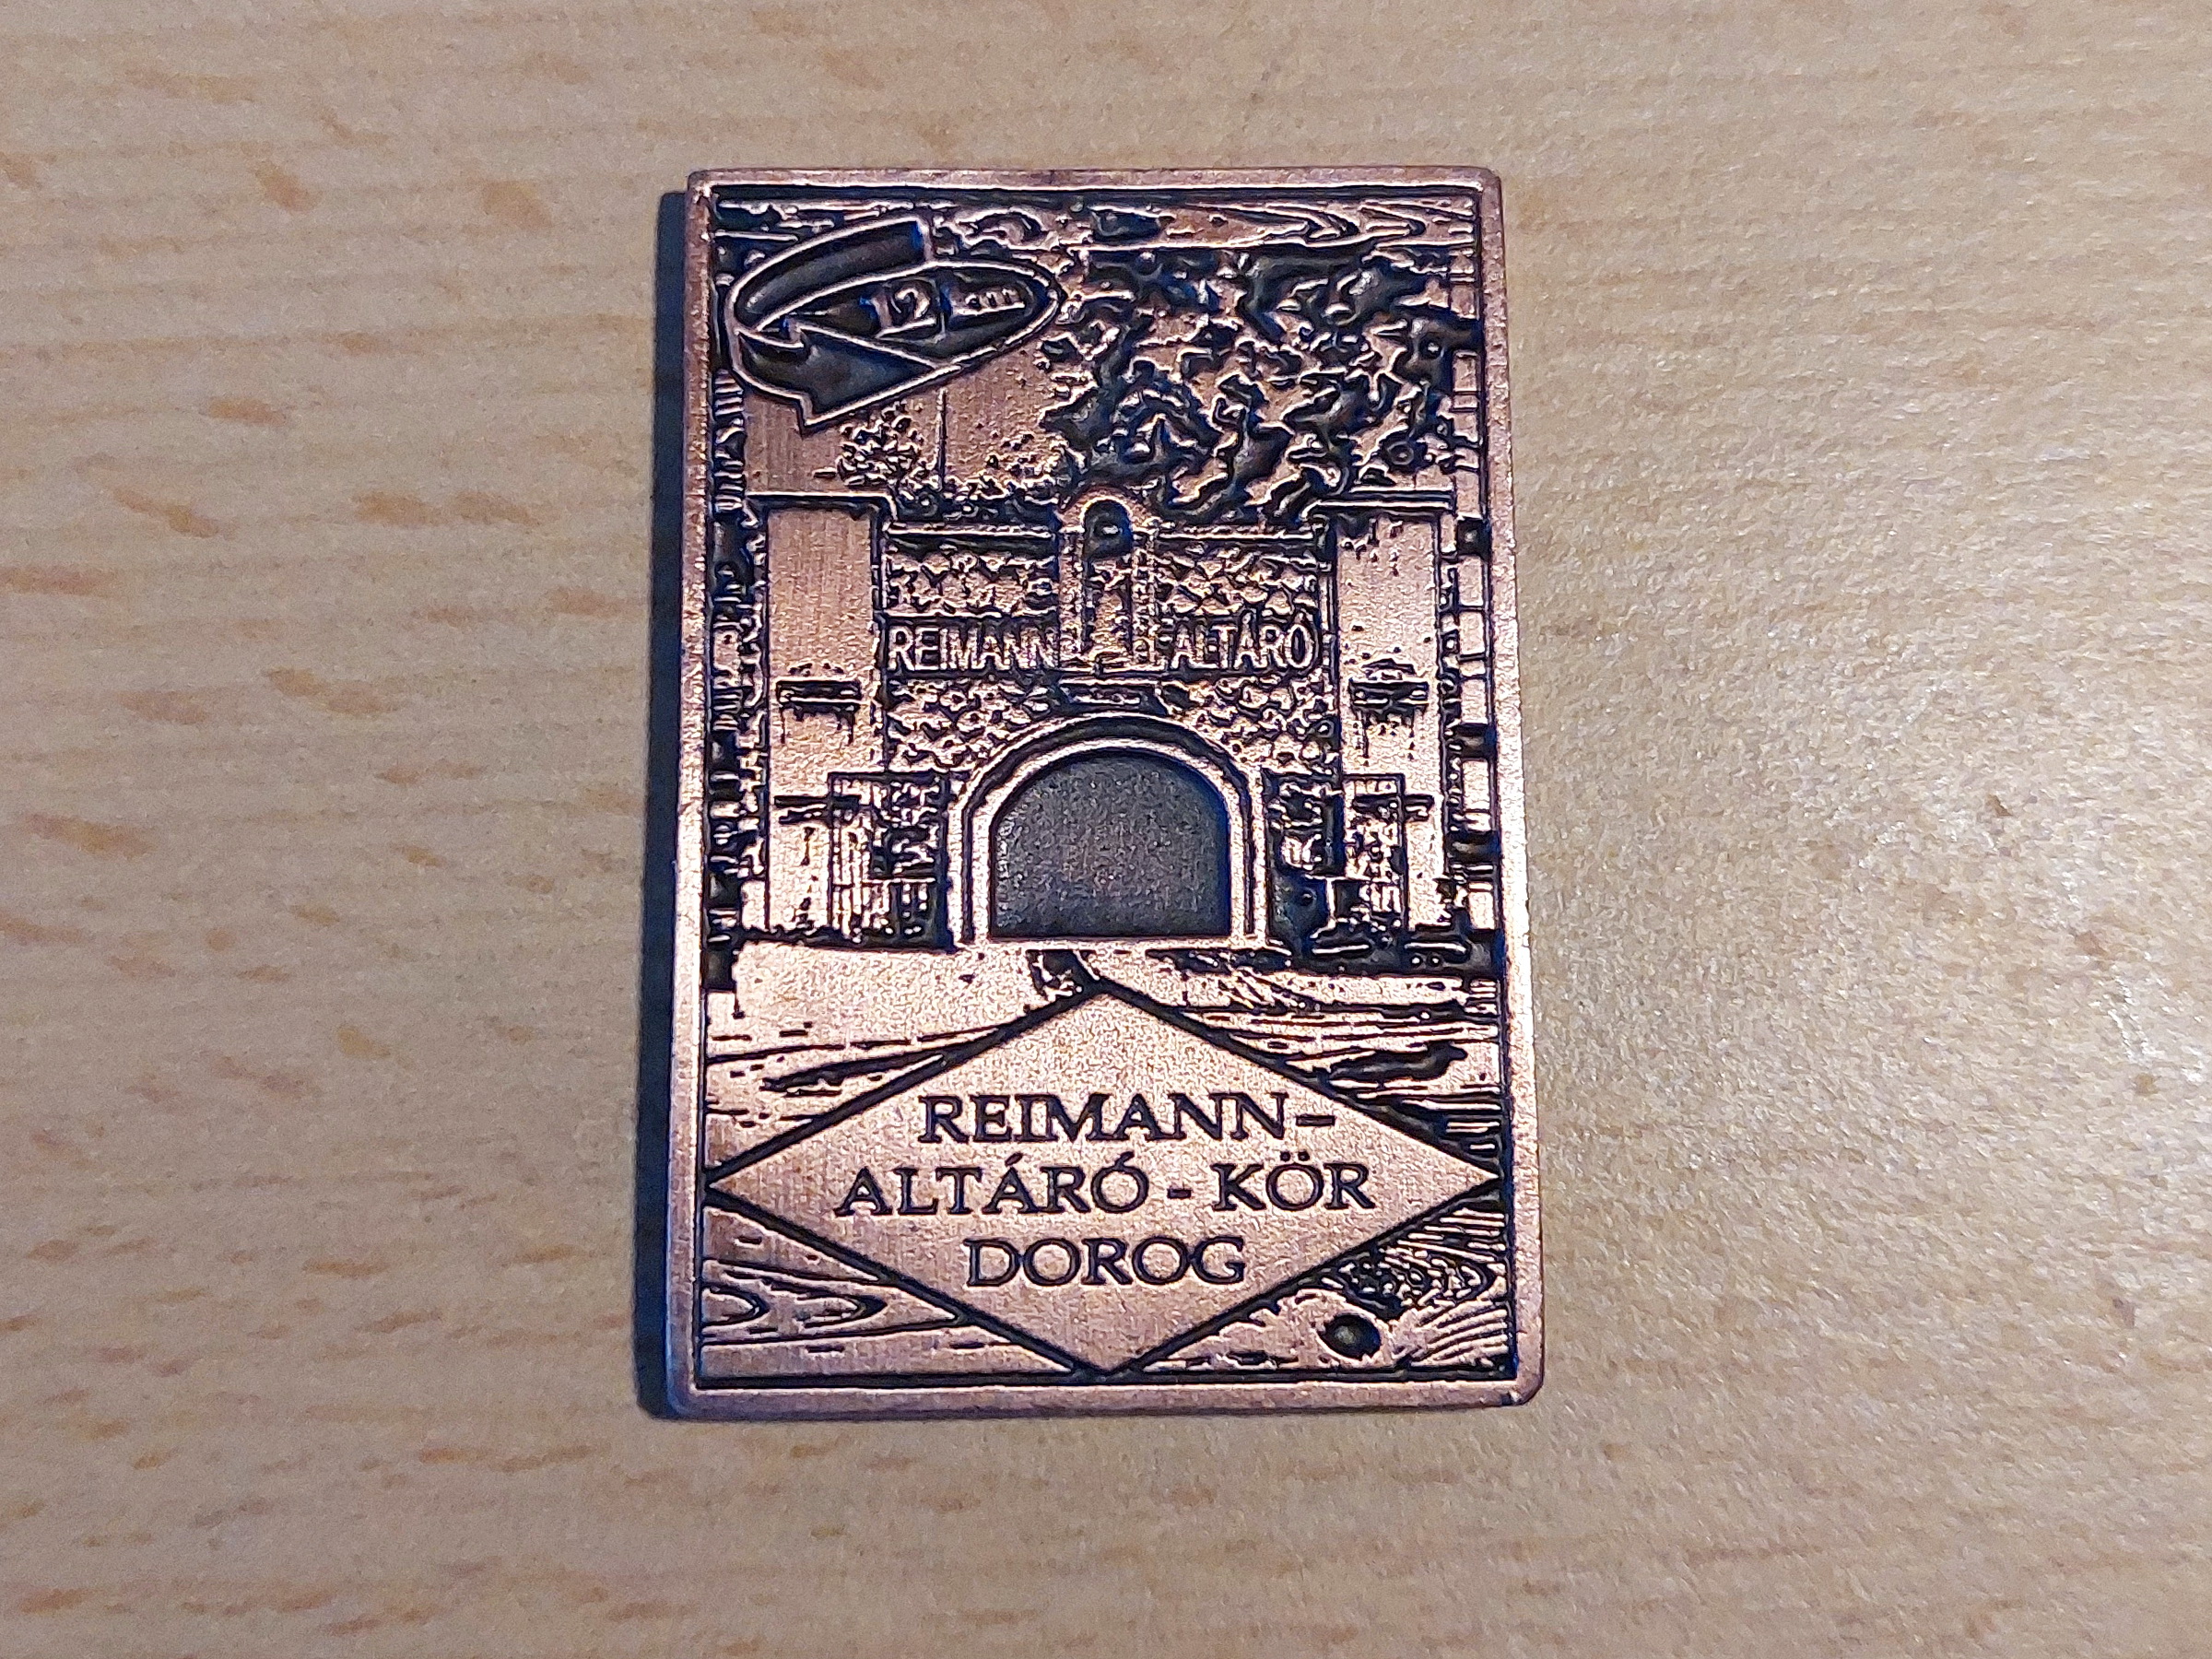 12 km
REIMANN ALTÁRÓ
REIMANN-
ALTÁRÓ - KÖR
DOROG